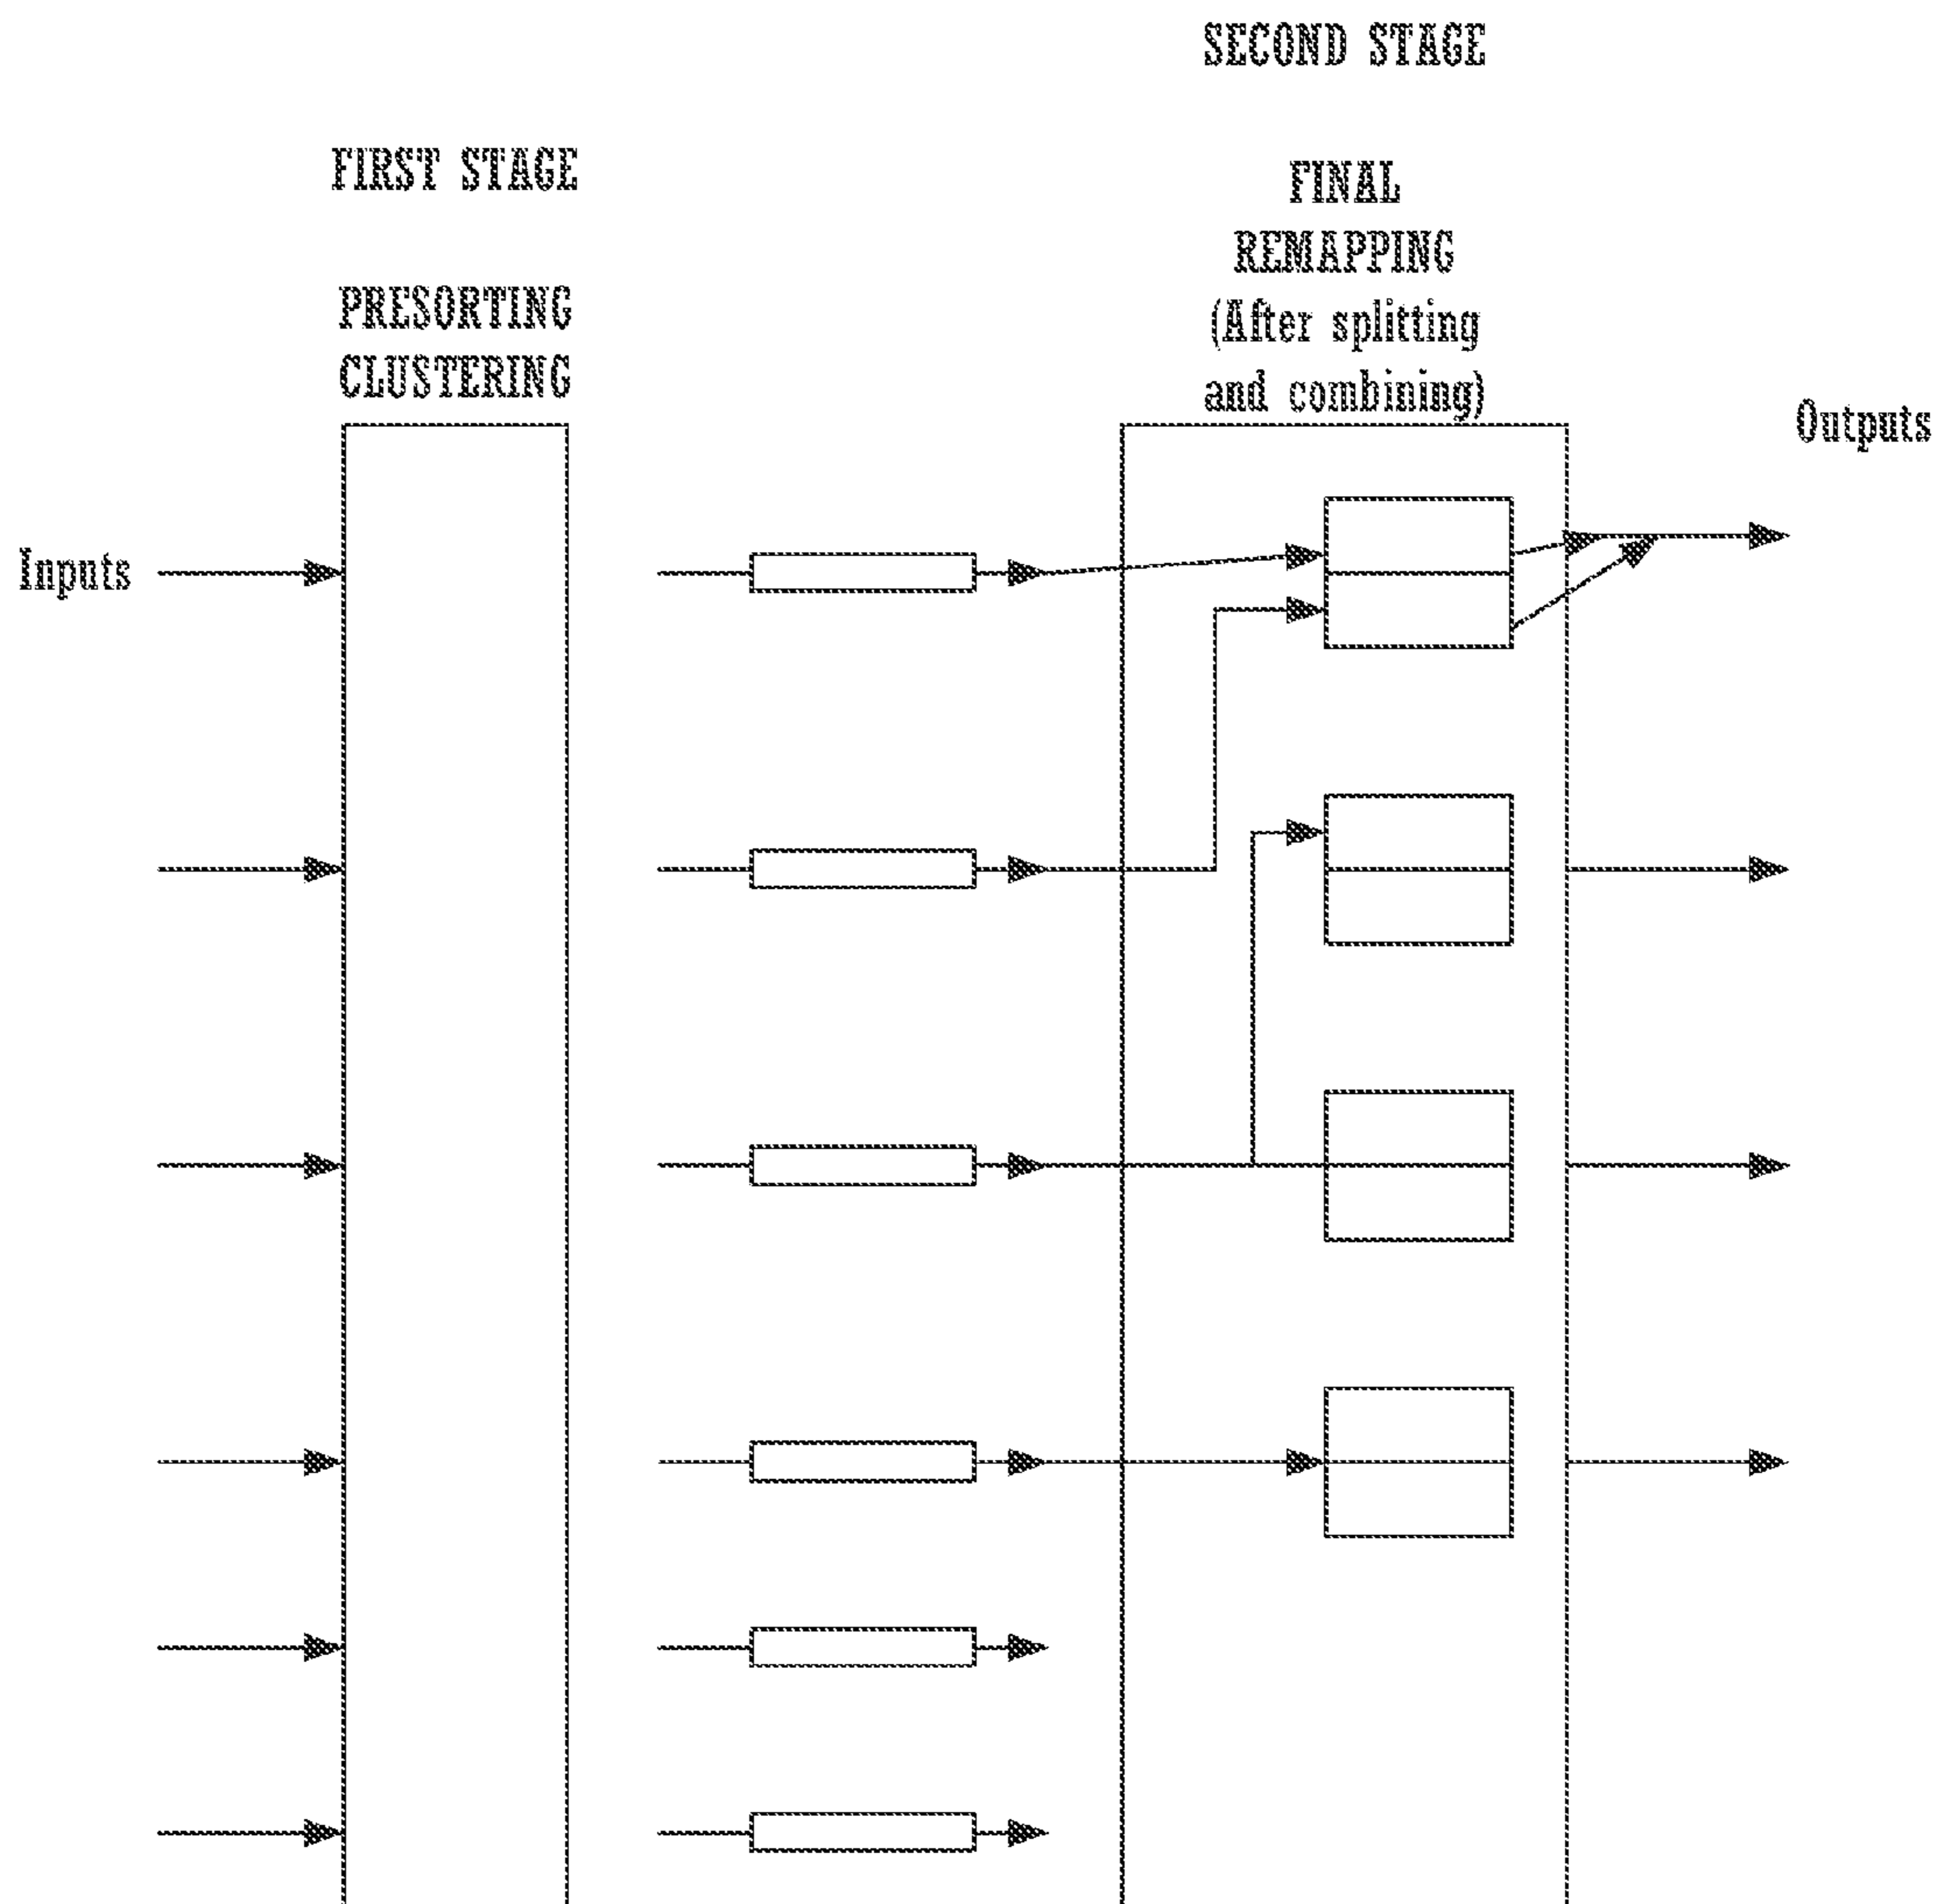 SECOND STAGE
FIRST STAGE
FINAL
REMAPPING
(After splitting
and combining)
PRESORTING
CLUSTERING
Outputs
Inputs